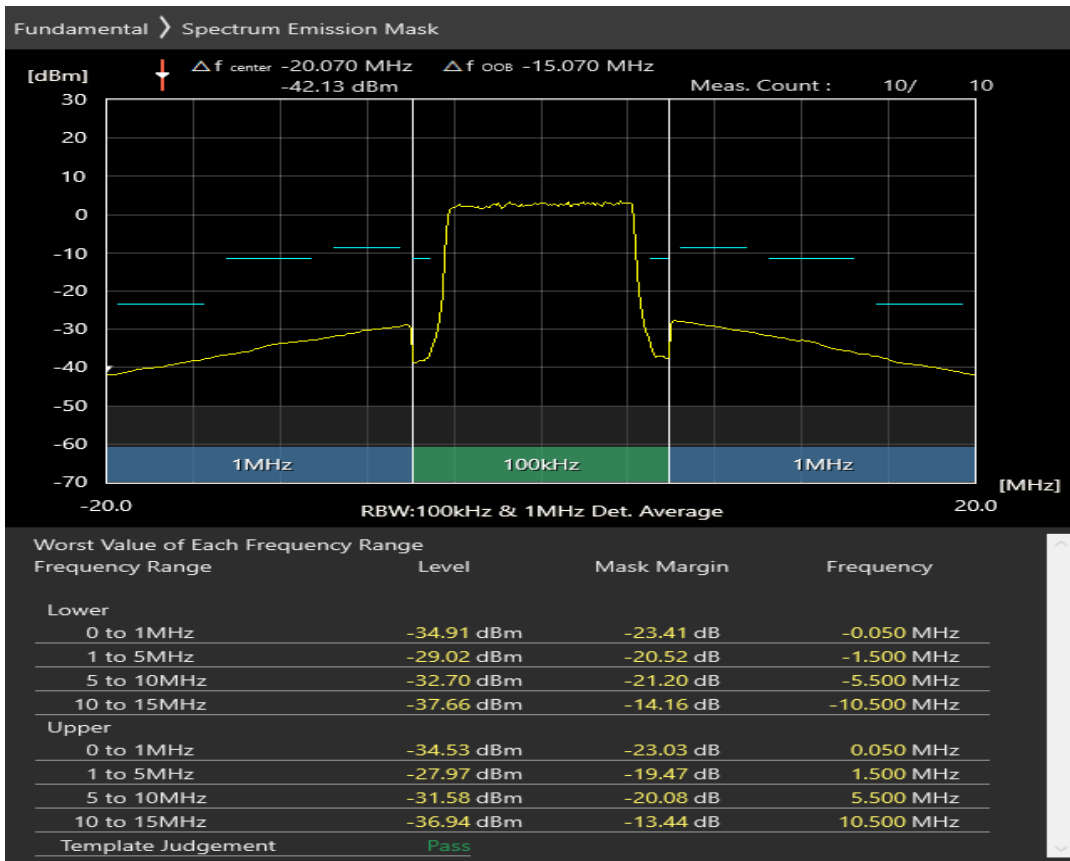 Fundamental ❯ Spectrum Emission Mask
△f center -20.070 MHz △f OOB -15.070 MHz
[dBm] -42.13 dBm Meas. Count : 10/ 10
30
20
10
0
-10
-20
-30
-40
-50
-60
1MHz 100kHz 1MHz
-70 [MHz]
-20.0 RBW:100kHz & 1MHz Det. Average 20.0
Worst Value of Each Frequency Range
Frequency Range Level Mask Margin Frequency
Lower
0 to 1MHz -34.91 dBm -23.41 dB -0.050 MHz
1 to 5MHz -29.02 dBm -20.52 dB -1.500 MHz
5 to 10MHz -32.70 dBm -21.20 dB -5.500 MHz
10 to 15MHz -37.66 dBm -14.16 dB -10.500 MHz
Upper
0 to 1MHz -34.53 dBm -23.03 dB 0.050 MHz
1 to 5MHz -27.97 dBm -19.47 dB 1.500 MHz
5 to 10MHz -31.58 dBm -20.08 dB 5.500 MHz
10 to 15MHz -36.94 dBm -13.44 dB 10.500 MHz
Template Judgement Pass